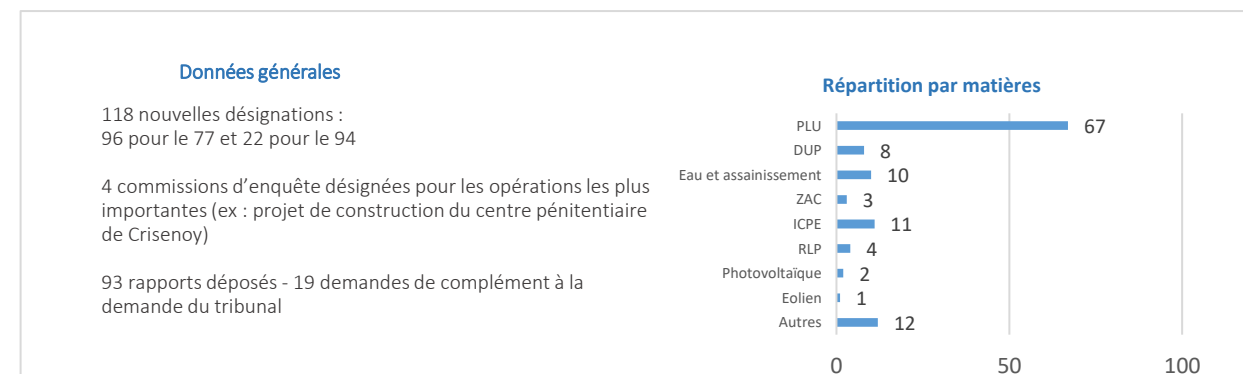 Données générales
118 nouvelles désignations :
96 pour le 77 et 22 pour le 94
4 commissions d’enquête désignées pour les opérations les plus
importantes (ex : projet de construction du centre pénitentiaire
de Crisenoy)
93 rapports déposés - 19 demandes de complément à la
demande du tribunal
Répartition par matières
PLU 67
DUP 8
Eau et assainissement 10
ZAC 3
ICPE 11
RLP 4
Photovoltaïque 2
Eolien 1
Autres 12
0 50 100